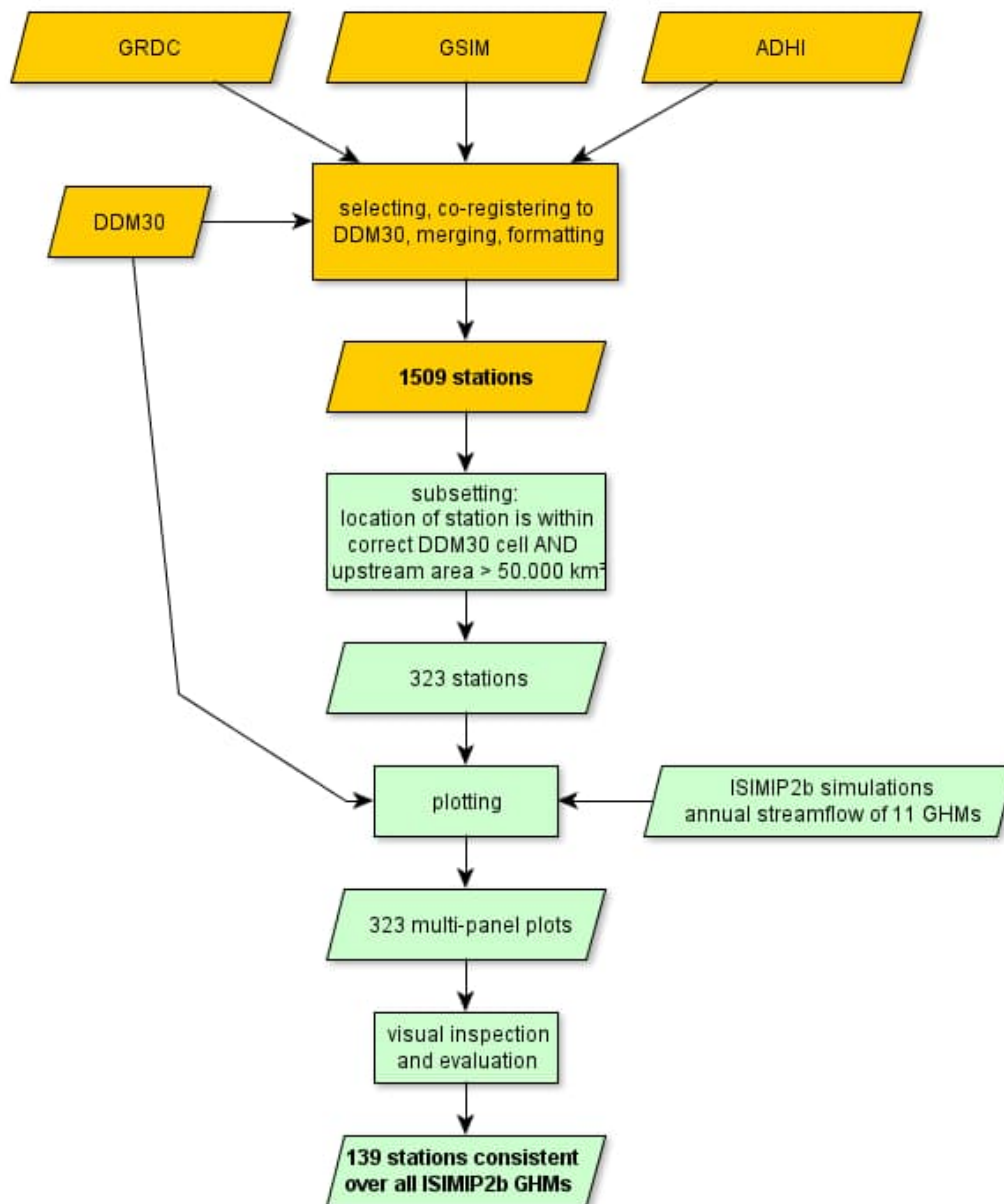 GRDC
GSIM
ADHI
DDM30
selecting, co-registering to
DDM30, merging, formatting
1509 stations
subsetting:
location of station is within
correct DDM30 cell AND
upstream area > 50.000 km²
323 stations
plotting
ISIMIP2b simulations
annual streamflow of 11 GHMs
323 multi-panel plots
visual inspection
and evaluation
139 stations consistent
over all ISIMIP2b GHMs